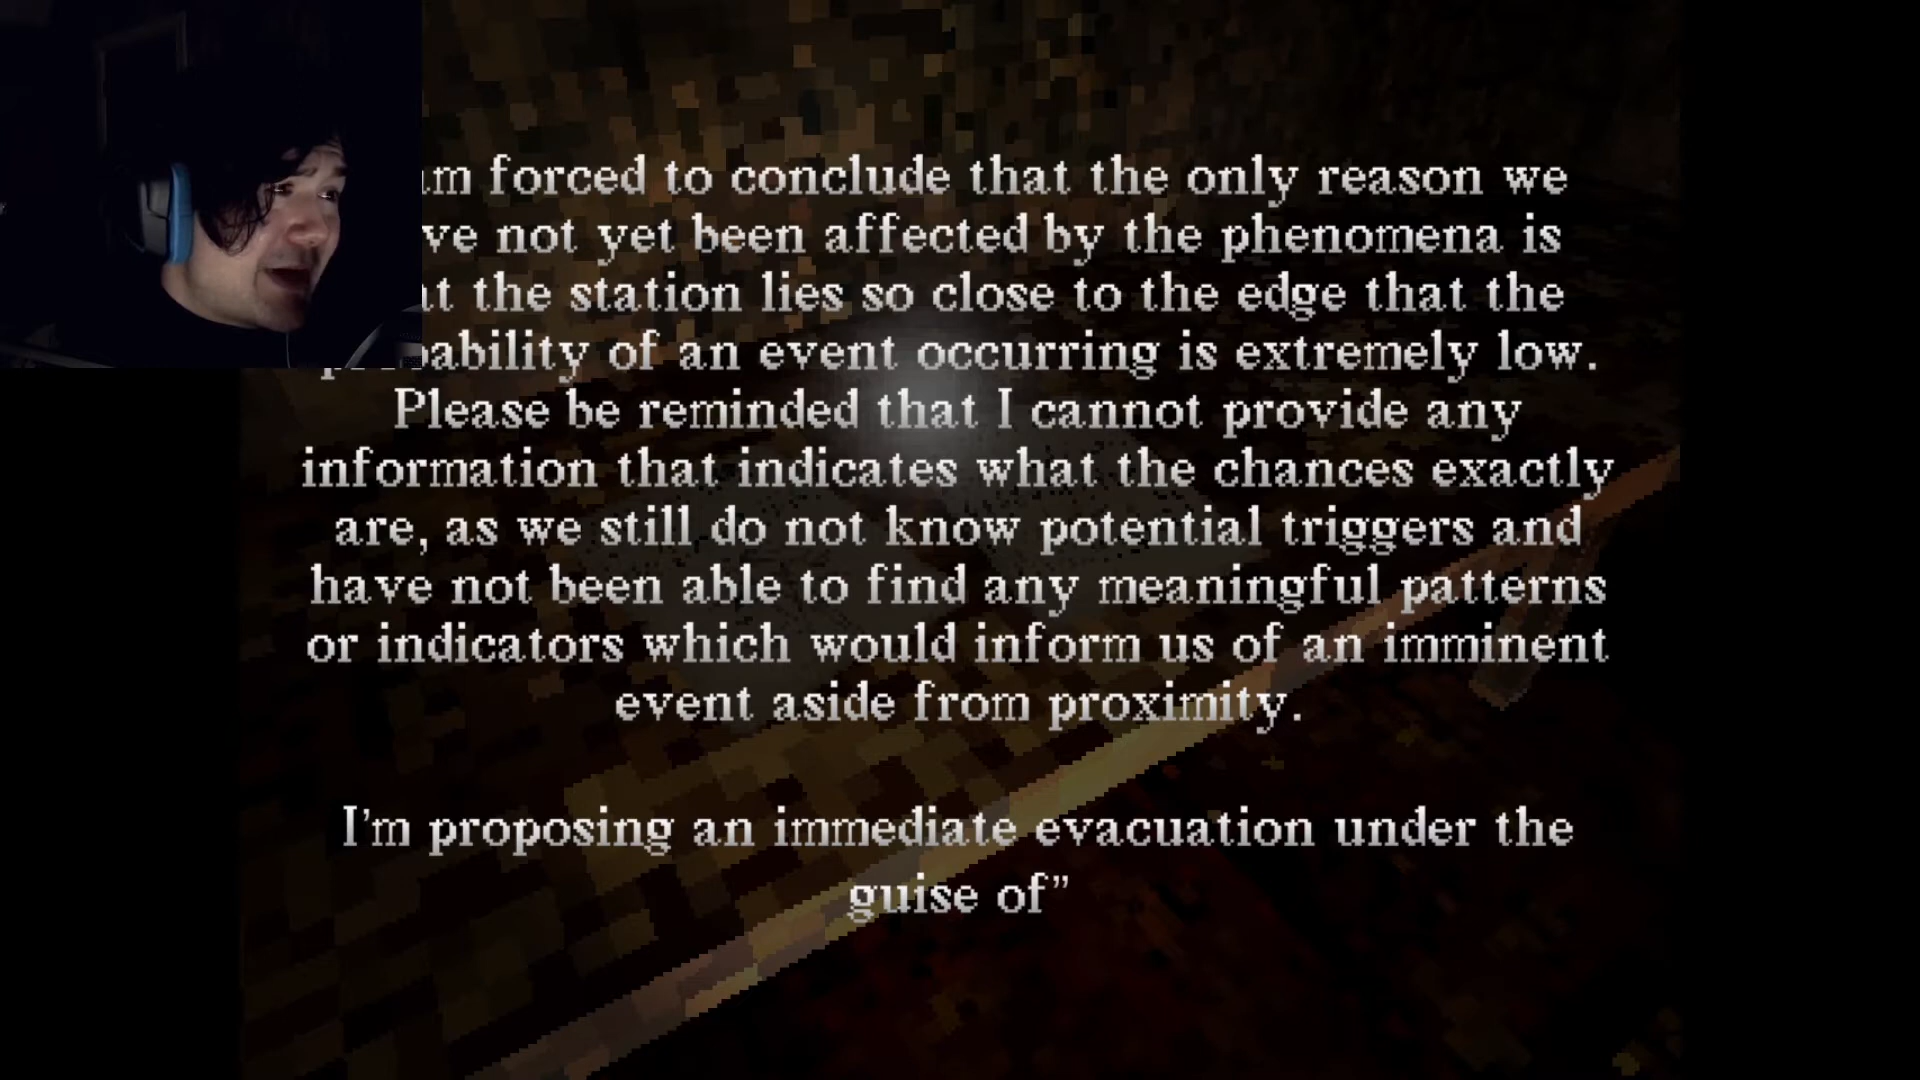 forced to conclude that the only reason we
not yet been affected by the phenomena is
the station lies so close to the edge that the
of an event occurring is extremely low.
Please be reminded that I cannot provide any
information that indicates what the chances exactly
are, as we still do not know potential triggers and
have not been able to find any meaningful patterns
or indicators which would inform us of an imminent
event aside from proximity.
I'm proposing an immediate evacuation under the
guise of"